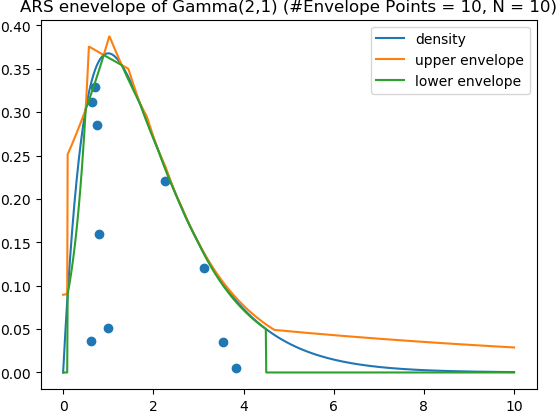 ARS enevelope of Gamma(2,1) (#Envelope Points = 10, N = 10)
density
upper envelope
lower envelope
0.40
0.35
0.30
0.25
0.20
0.15
0.10
0.05
0.00
0 2 4 6 8 10